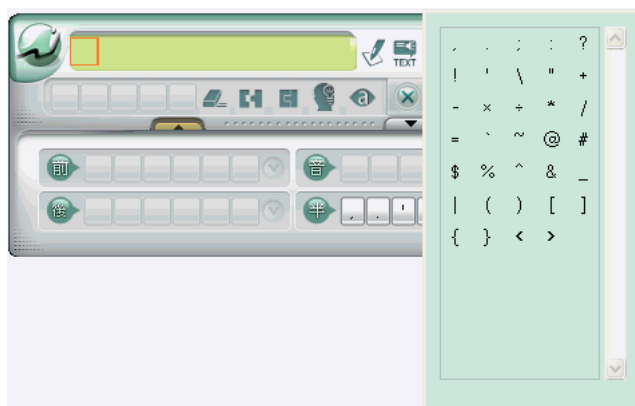 TEXT
a
前
音
後
半 , . '
, . ; : ?
! ' \ " +
- × ÷ * /
= ` ~ @ #
$ % ^ & _
| ( ) [ ]
{ } < >